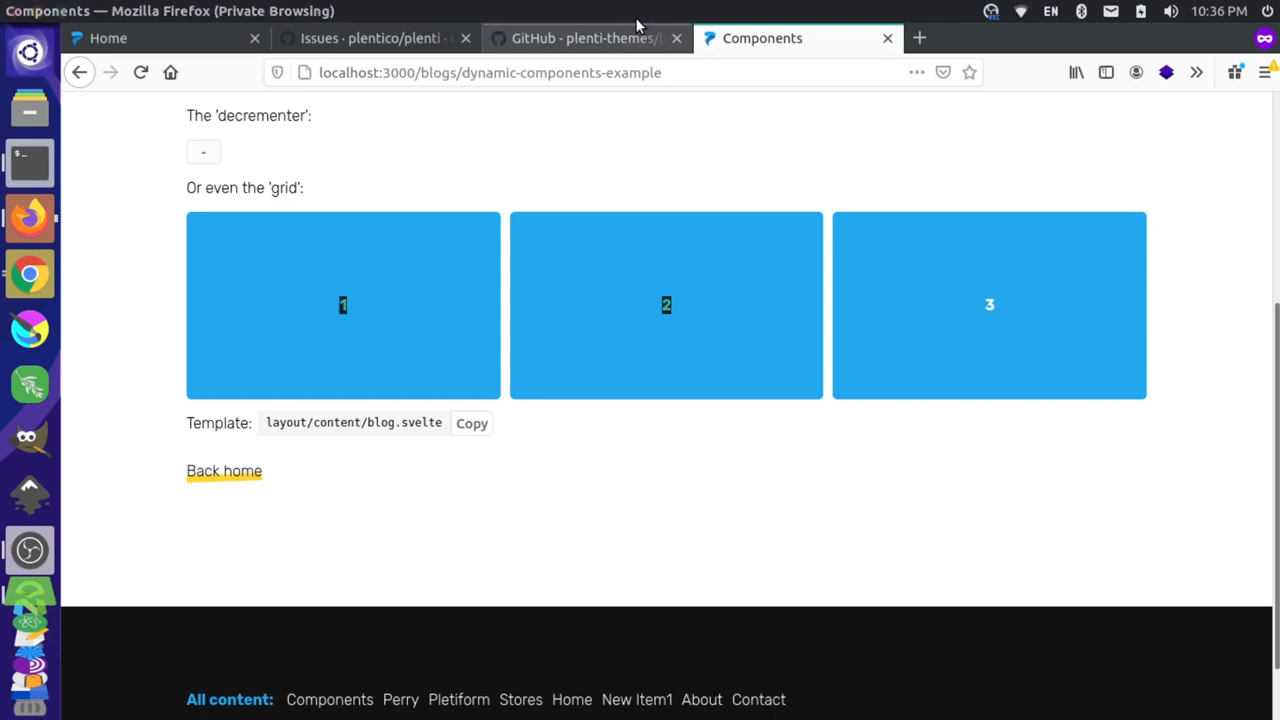 Components — Mozilla Firefox (Private Browsing)
EN
10:36 PM
Home
Issues · plentico/plenti ·
GitHub - plenti-themes/
Components
localhost:3000/blogs/dynamic-components-example
The 'decrementer':
-
Or even the 'grid':
1
2
3
Template: layout/content/blog.svelte Copy
Back home
All content: Components Perry Pletiform Stores Home New Item1 About Contact